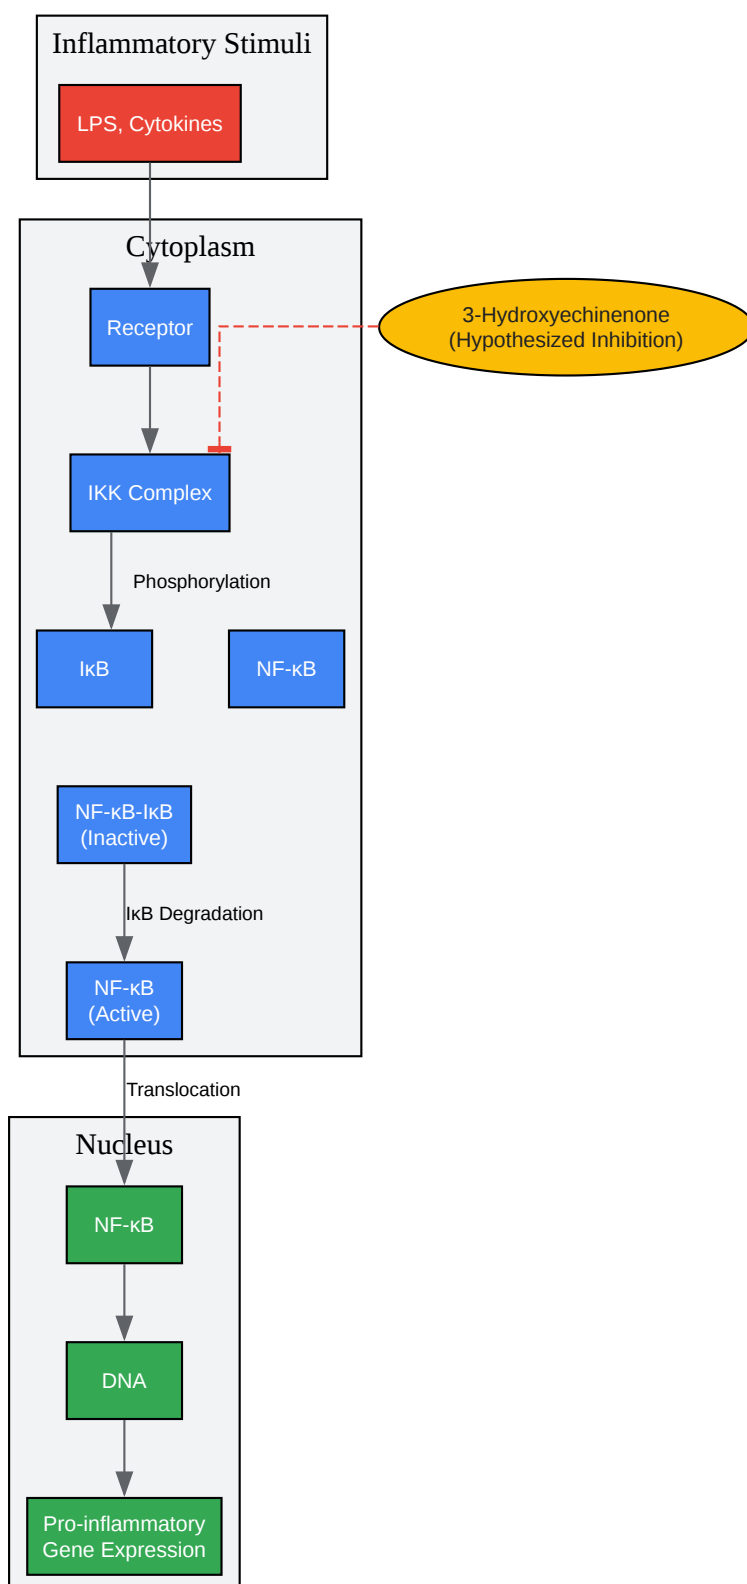 Inflammatory Stimuli
LPS, Cytokines
Cytoplasm
Receptor
3-Hydroxyechinenone
(Hypothesized Inhibition)
IKK Complex
Phosphorylation
IκB
NF-κB
NF-κB-IκB
(Inactive)
IκB Degradation
NF-κB
(Active)
Translocation
Nucleus
NF-κB
DNA
Pro-inflammatory
Gene Expression